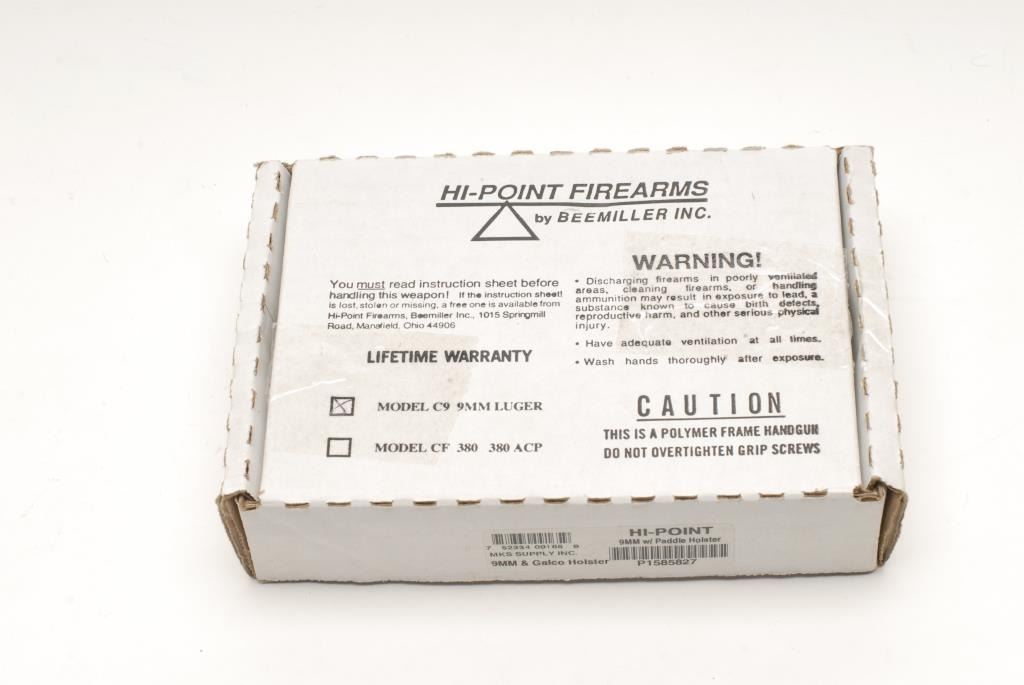 HI-POINT FIREARMS
by BEEMILLER INC.
You must read instruction sheet before
handling this weapon! If the instruction sheet!
is lost, stolen or missing, a free one is available from
Hi-Point Firearms, Beemiller Inc., 1015 Springmill
Road, Mansfield, Ohio 44906
LIFETIME WARRANTY
MODEL C9 9MM LUGER
MODEL CF 380 380 ACP
WARNING!
• Discharging firearms in poorly ventilated
areas, cleaning firearms, or handling
ammunition may result in exposure to lead, a
substance known to cause birth defects,
reproductive harm, and other serious physical
injury.
• Have adequate ventilation at all times.
• Wash hands thoroughly after exposure.
CAUTION
THIS IS A POLYMER FRAME HANDGUN
DO NOT OVERTIGHTEN GRIP SCREWS
MKS SUPPLY INC.
9MM & Galco Holster
HI-POINT
9MM w/ Paddle Holster
P1585827